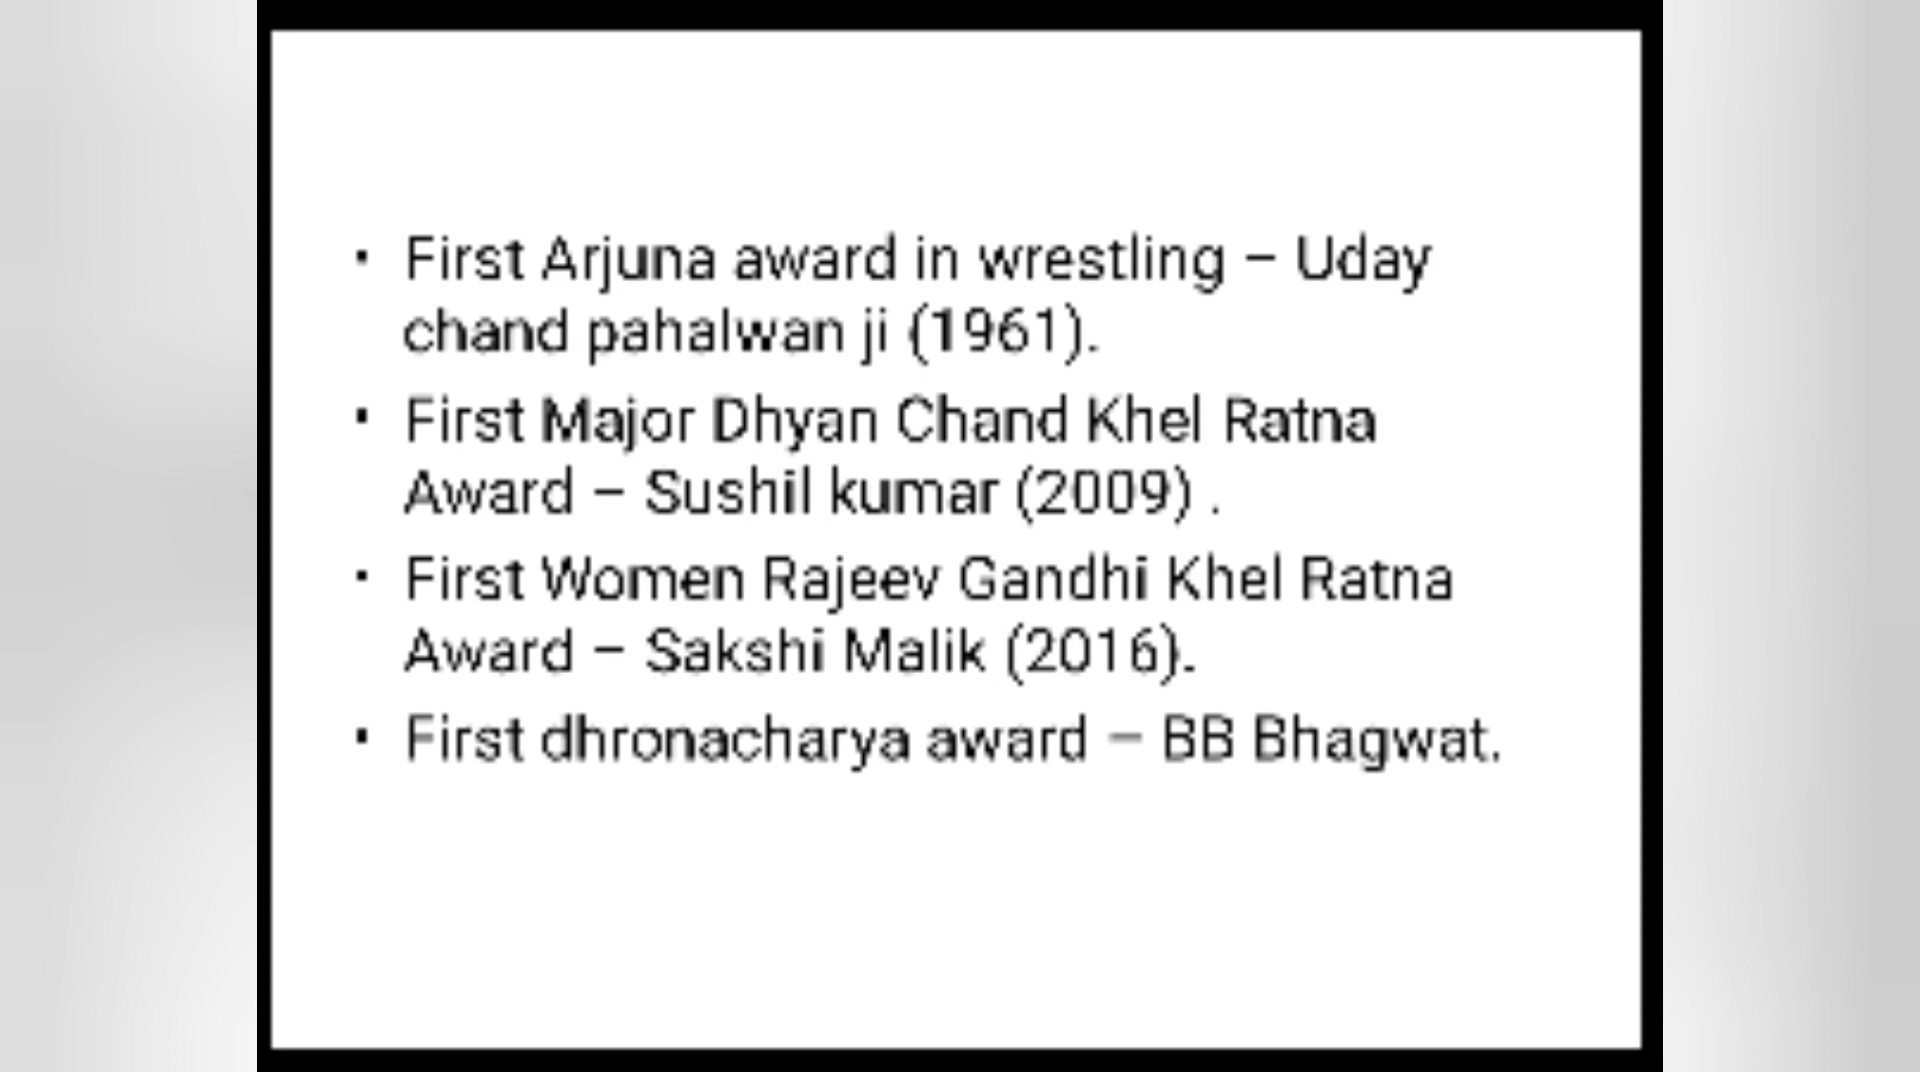 • First Arjuna award in wrestling – Uday
chand pahalwan ji (1961).
• First Major Dhyan Chand Khel Ratna
Award – Sushil kumar (2009) .
• First Women Rajeev Gandhi Khel Ratna
Award – Sakshi Malik (2016).
• First dhronacharya award – BB Bhagwat.